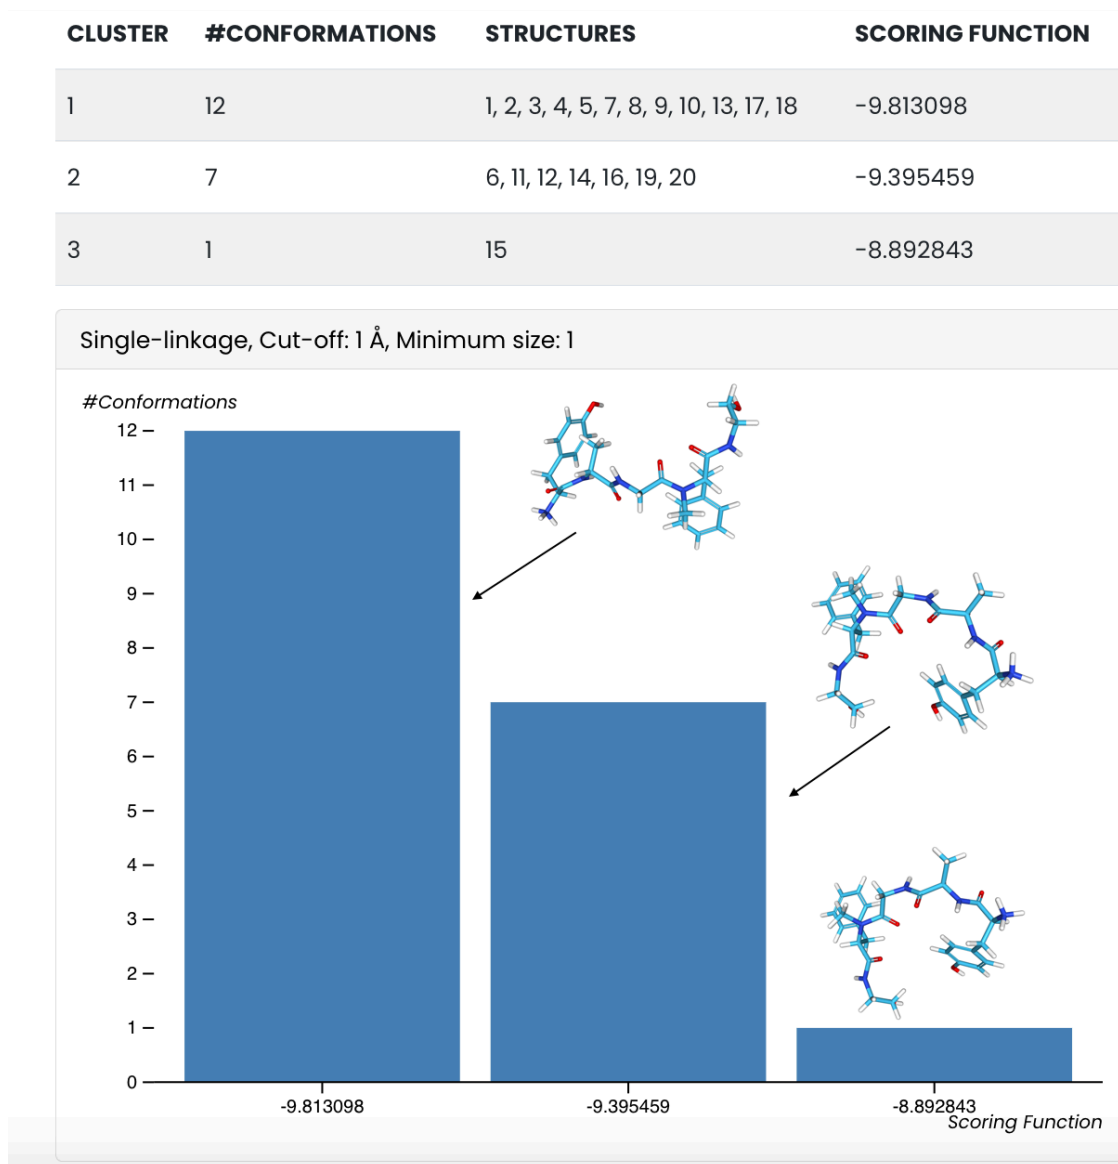 CLUSTER #CONFORMATIONS STRUCTURES SCORING FUNCTION
1 12 1, 2, 3, 4, 5, 7, 8, 9, 10, 13, 17, 18 -9.813098
2 7 6, 11, 12, 14, 16, 19, 20 -9.395459
3 1 15 -8.892843
Single-linkage, Cut-off: 1 Å, Minimum size: 1
#Conformations
12
11
10
9
8
7
6
5
4
3
2
1
0
-9.813098 -9.395459 -8.892843
Scoring Function